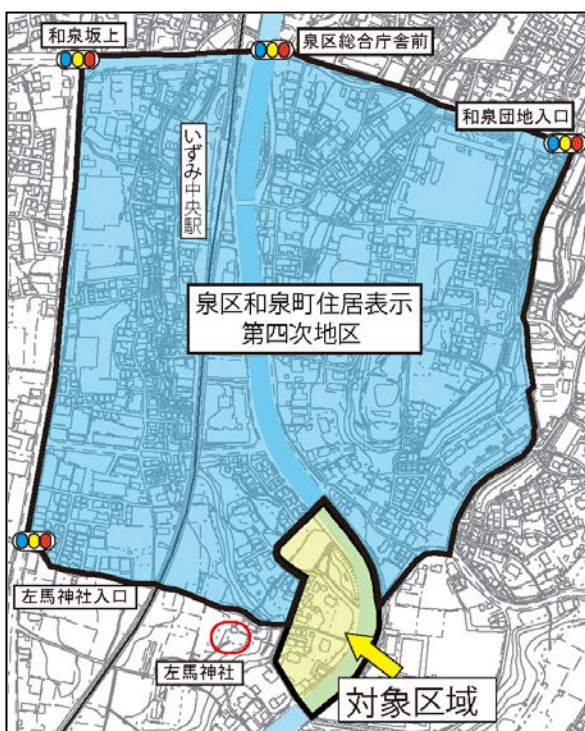 和泉坂上
泉区総合庁舎前
和泉団地入口
いずみ中央駅
泉区和泉町住居表示
第四次地区
左馬神社入口
左馬神社
対象区域